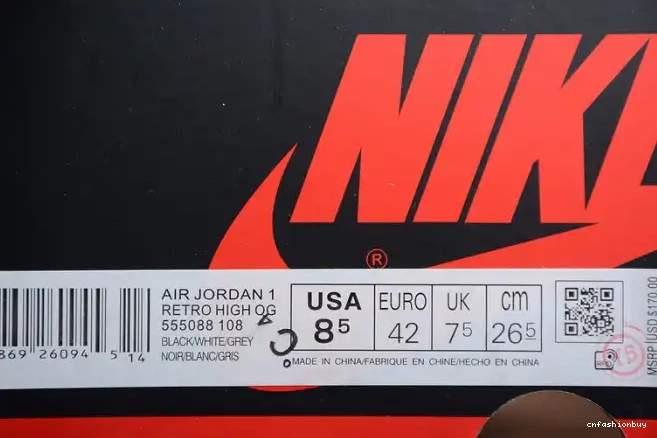 NIKE
®
AIR JORDAN 1
RETRO HIGH OG
555088 108
BLACK/WHITE/GREY
NOIR/BLANC/GRIS
869 26094 5 14
USA
8⁵
EURO
42
UK
7⁵
cm
26⁵
MADE IN CHINA/FABRIQUE EN CHINE/HECHO EN CHINA
MSRP USD $170.00
15
cnfashionbuy